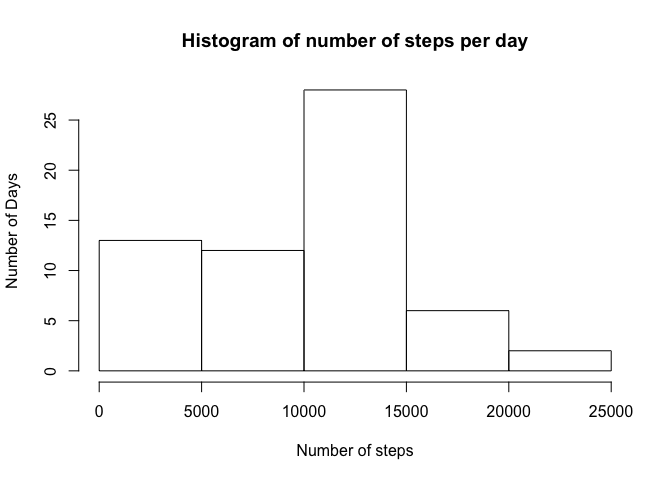 Histogram of number of steps per day
Number of Days
25
20
15
10
5
0
0 5000 10000 15000 20000 25000
Number of steps